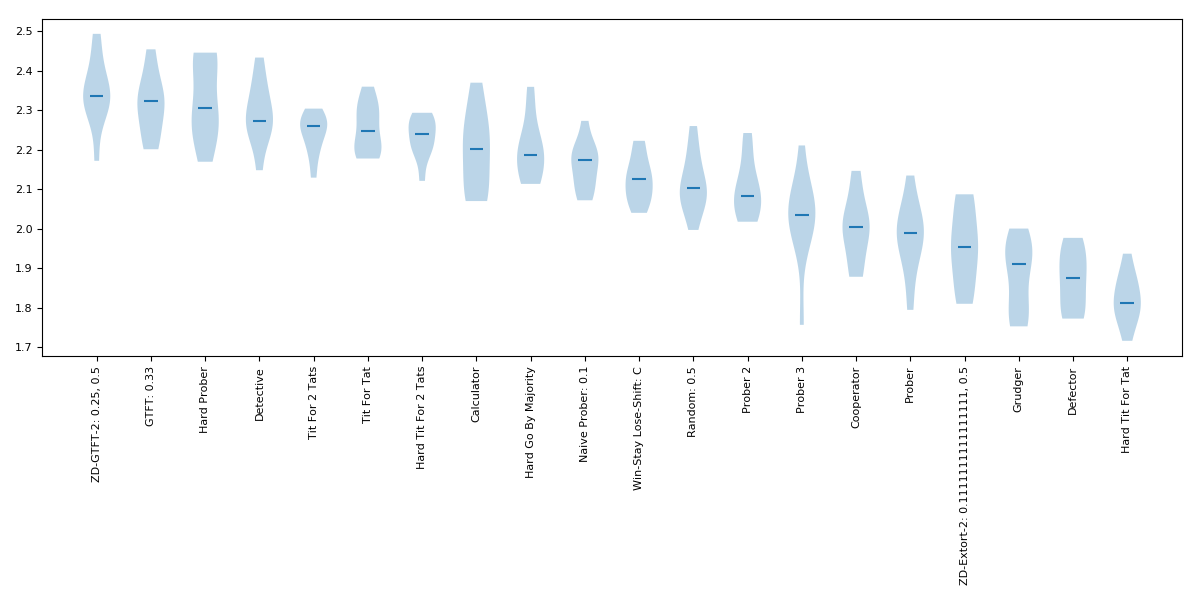 2.5
2.4
2.3
2.2
2.1
2.0
1.9
1.8
1.7
ZD-GTFT-2: 0.25, 0.5
GTFT: 0.33
Hard Prober
Detective
Tit For 2 Tats
Tit For Tat
Hard Tit For 2 Tats
Calculator
Hard Go By Majority
Naive Prober: 0.1
Win-Stay Lose-Shift: C
Random: 0.5
Prober 2
Prober 3
Cooperator
Prober
ZD-Extort-2: 0.1111111111111111, 0.5
Grudger
Defector
Hard Tit For Tat